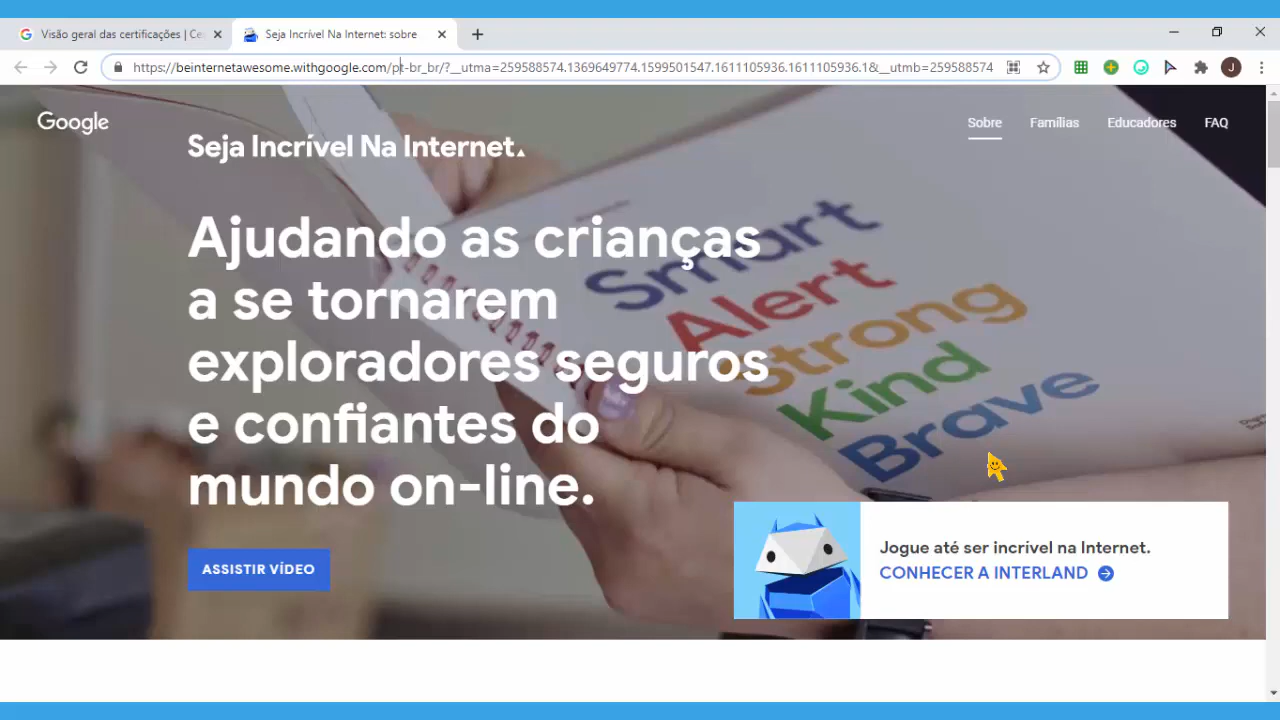 Visão geral das certificações | Ce
Seja Incrível Na Internet: sobre
https://beinternetawesome.withgoogle.com/pt-br_br/?__utma=259588574.1369649774.1599501547.1611105936.1611105936.1&__utmb=259588574
J
Google
Sobre
Famílias
Educadores
FAQ
Seja Incrível Na Internet.
Ajudando as crianças
a se tornarem
exploradores seguros
e confiantes do
mundo on-line.
Smart
Alert
Strong
Kind
Brave
ASSISTIR VÍDEO
Jogue até ser incrível na Internet.
CONHECER A INTERLAND